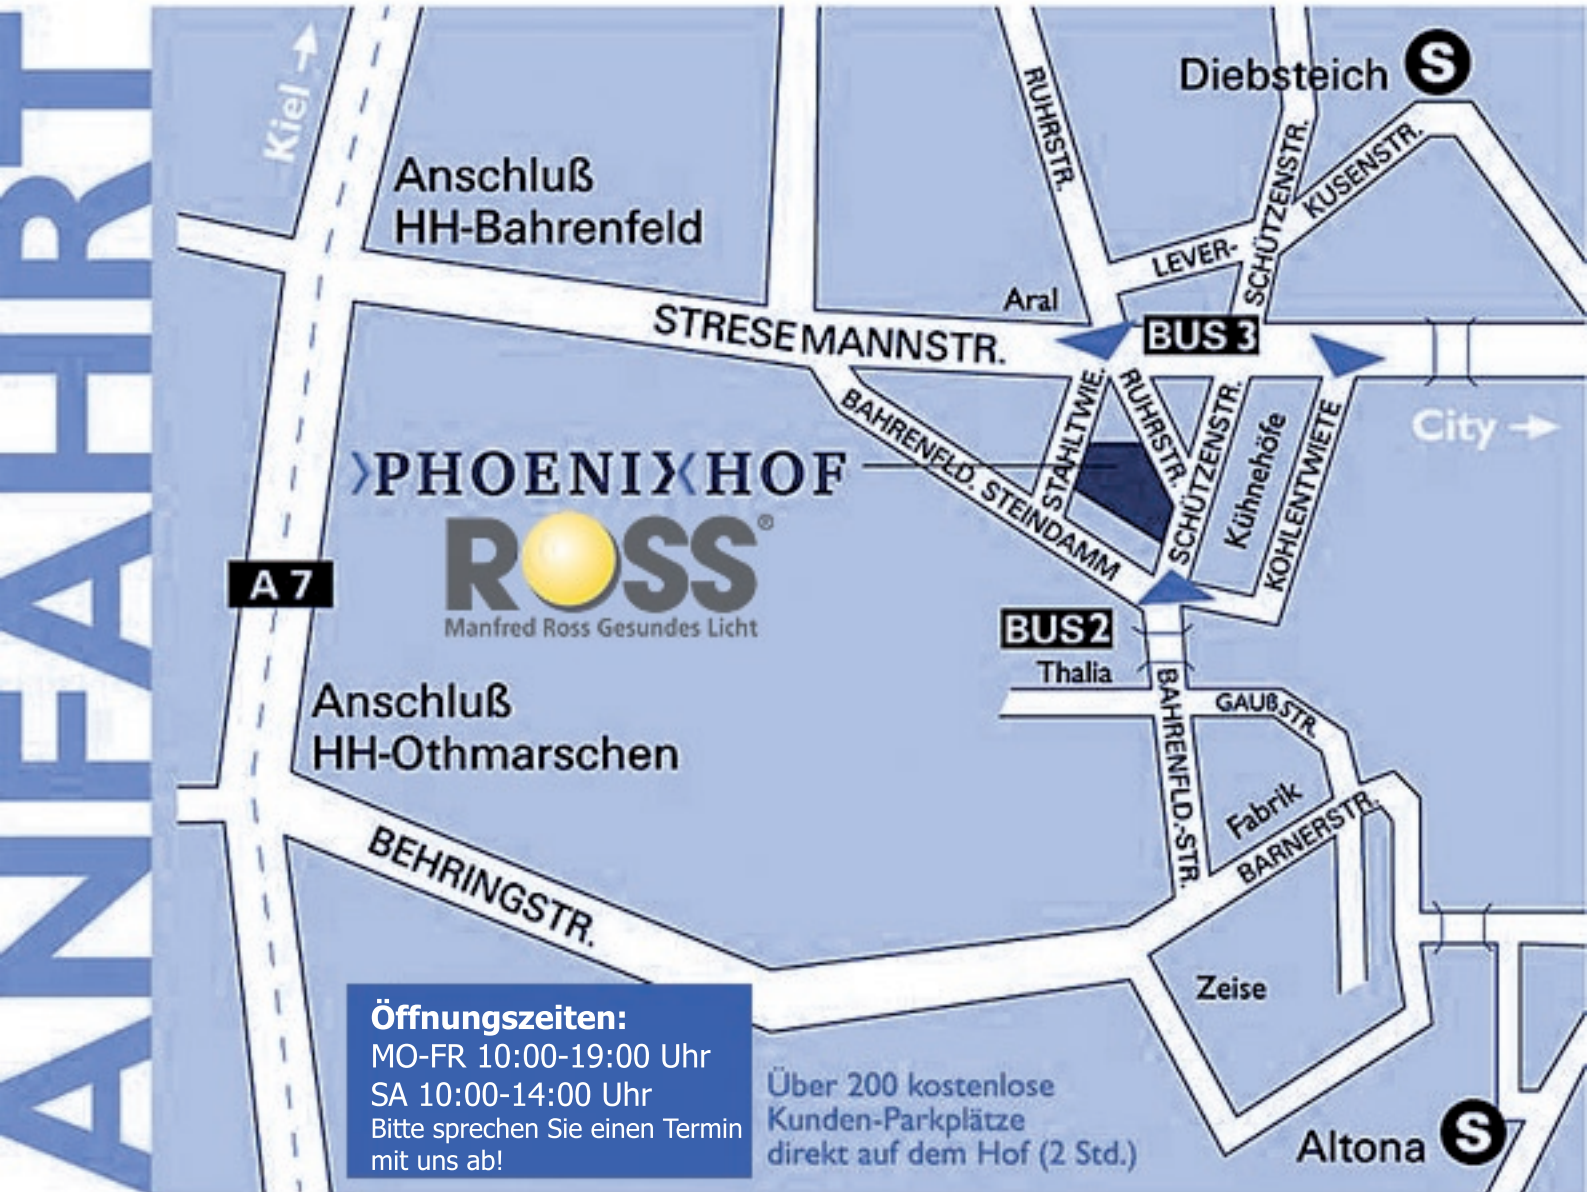 ANFAHRT
Kiel
Diebsteich S
RUHRSTR.
SCHÜTZENSTR.
KUSENSTR.
LEVER-
Anschluß
HH-Bahrenfeld
Aral
STRESEMANNSTR.
BUS 3
City
BAHRENFLD. STEINDAMM
STAHLTWIE.
RUHRSTR.
SCHÜTZENSTR.
Kühnehöfe
KOHLENTWIETE
PHOENIXHOF
ROSS®
Manfred Ross Gesundes Licht
A 7
BUS 2
Thalia
Anschluß
HH-Othmarschen
BAHRENFLD.-STR.
GAUßSTR.
Fabrik
BARNERSTR.
BEHRINGSTR.
Zeise
Öffnungszeiten:
MO-FR 10:00-19:00 Uhr
SA 10:00-14:00 Uhr
Bitte sprechen Sie einen Termin
mit uns ab!
Über 200 kostenlose
Kunden-Parkplätze
direkt auf dem Hof (2 Std.)
Altona S